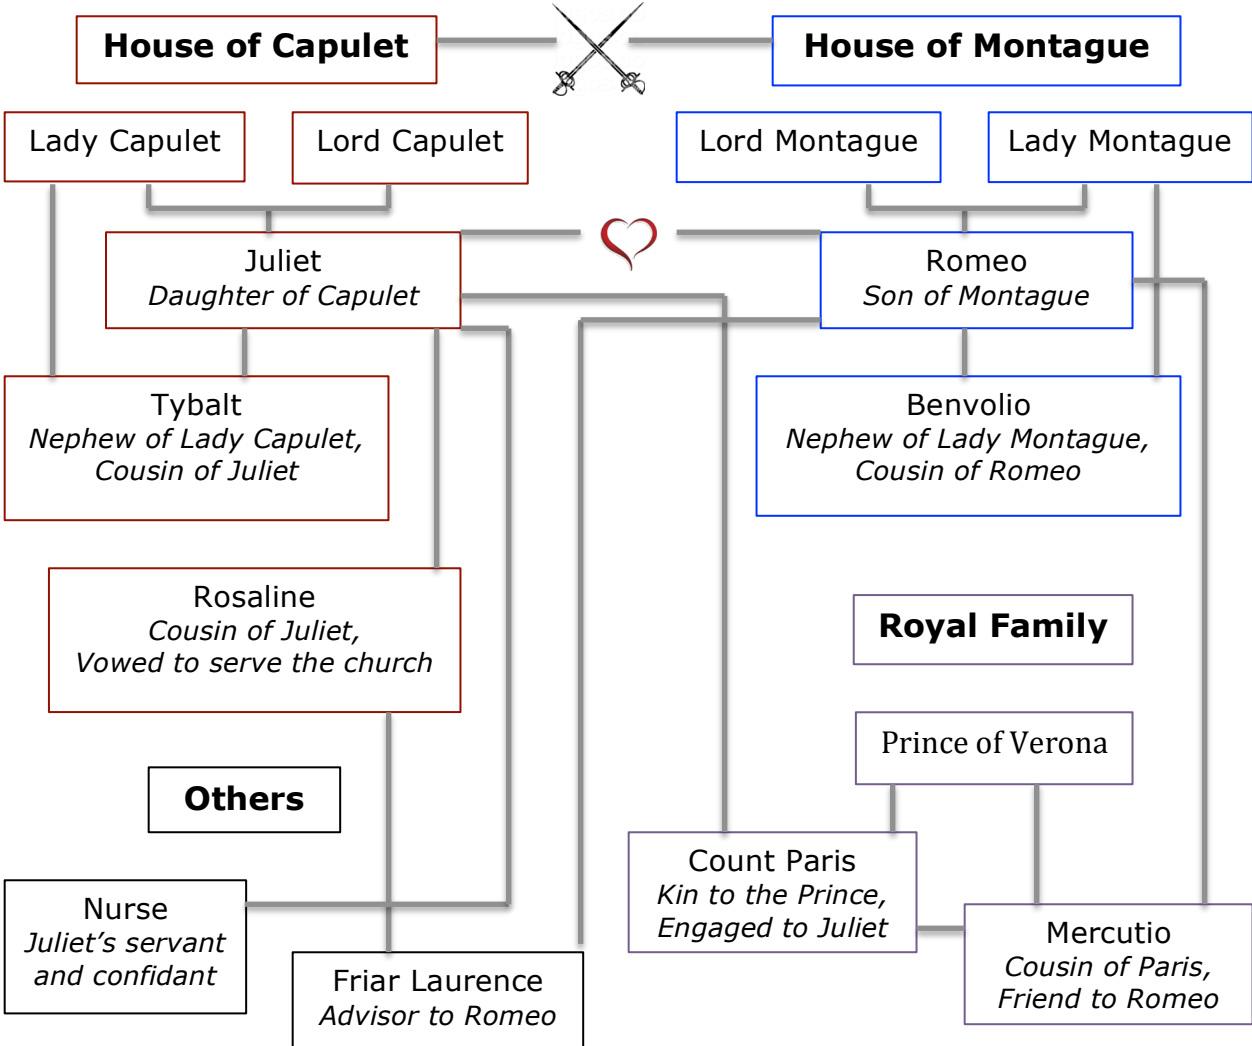 House of Capulet
House of Montague
Lady Capulet
Lord Capulet
Lord Montague
Lady Montague
Juliet
Daughter of Capulet
Romeo
Son of Montague
Tybalt
Nephew of Lady Capulet,
Cousin of Juliet
Benvolio
Nephew of Lady Montague,
Cousin of Romeo
Rosaline
Cousin of Juliet,
Vowed to serve the church
Royal Family
Prince of Verona
Others
Count Paris
Kin to the Prince,
Engaged to Juliet
Nurse
Juliet’s servant
and confidant
Mercutio
Cousin of Paris,
Friend to Romeo
Friar Laurence
Advisor to Romeo